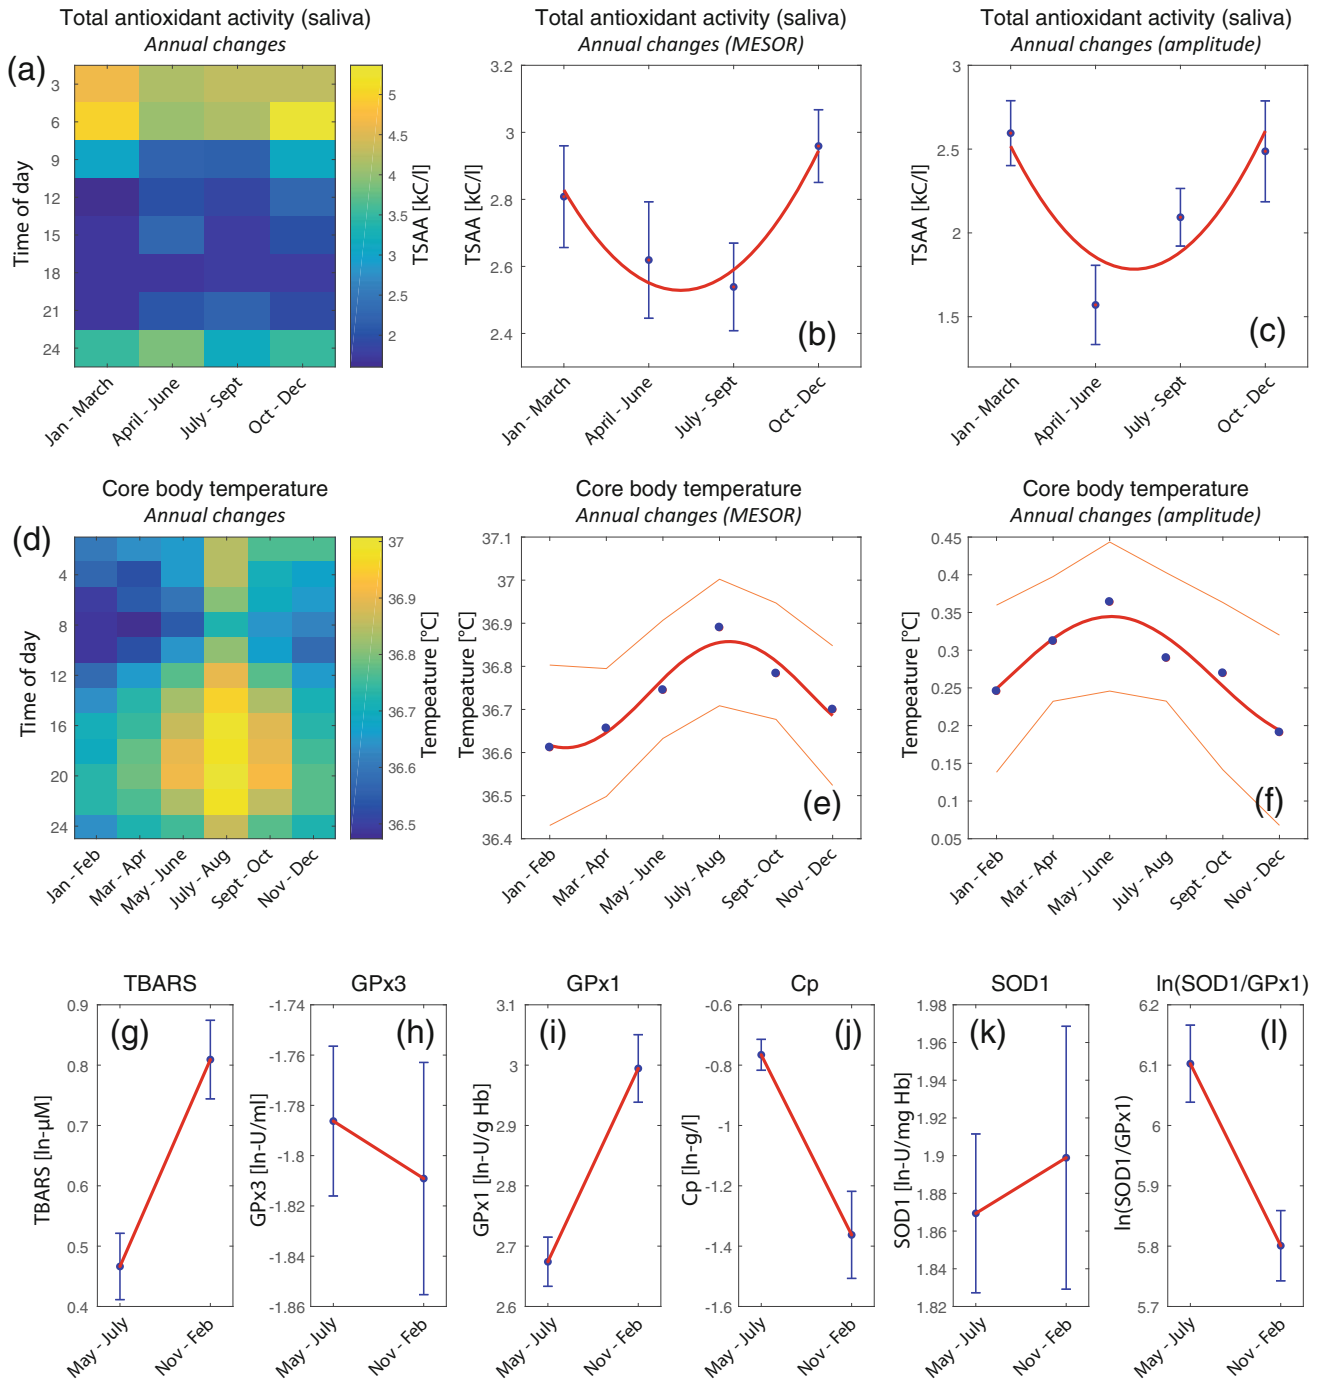 Total antioxidant activity (saliva)
Annual changes
(a)
3
6
9
12
15
18
21
24
Time of day
Jan - March
April - June
July - Sept
Oct - Dec
5
4.5
4
3.5
3
2.5
2
TSAA [kC/l]
Total antioxidant activity (saliva)
Annual changes (MESOR)
3.2
3
2.8
2.6
2.4
TSAA [kC/l]
(b)
Jan - March
April - June
July - Sept
Oct - Dec
Total antioxidant activity (saliva)
Annual changes (amplitude)
3
2.5
2
1.5
TSAA [kC/l]
(c)
Jan - March
April - June
July - Sept
Oct - Dec
Core body temperature
Annual changes
(d)
4
8
12
16
20
24
Time of day
Jan - Feb
Mar - Apr
May - June
July - Aug
Sept - Oct
Nov - Dec
37
36.9
36.8
36.7
36.6
36.5
Tempeature [°C]
Core body temperature
Annual changes (MESOR)
37.1
37
36.9
36.8
36.7
36.6
36.5
36.4
Temperature [°C]
(e)
Jan - Feb
Mar - Apr
May - June
July - Aug
Sept - Oct
Nov - Dec
Core body temperature
Annual changes (amplitude)
0.45
0.4
0.35
0.3
0.25
0.2
0.15
0.1
0.05
Temperature [°C]
(f)
Jan - Feb
Mar - Apr
May - June
July - Aug
Sept - Oct
Nov - Dec
TBARS
(g)
0.9
0.8
0.7
0.6
0.5
0.4
TBARS [ln-µM]
May - July
Nov - Feb
GPx3
(h)
-1.74
-1.76
-1.78
-1.8
-1.82
-1.84
-1.86
GPx3 [ln-U/ml]
May - July
Nov - Feb
GPx1
(i)
3.1
3
2.9
2.8
2.7
2.6
GPx1 [ln-U/g Hb]
May - July
Nov - Feb
Cp
(j)
-0.6
-0.8
-1
-1.2
-1.4
-1.6
Cp [ln-g/l]
May - July
Nov - Feb
SOD1
(k)
1.98
1.96
1.94
1.92
1.9
1.88
1.86
1.84
1.82
SOD1 [ln-U/mg Hb]
May - July
Nov - Feb
ln(SOD1/GPx1)
(l)
6.2
6.1
6
5.9
5.8
5.7
ln(SOD1/GPx1)
May - July
Nov - Feb